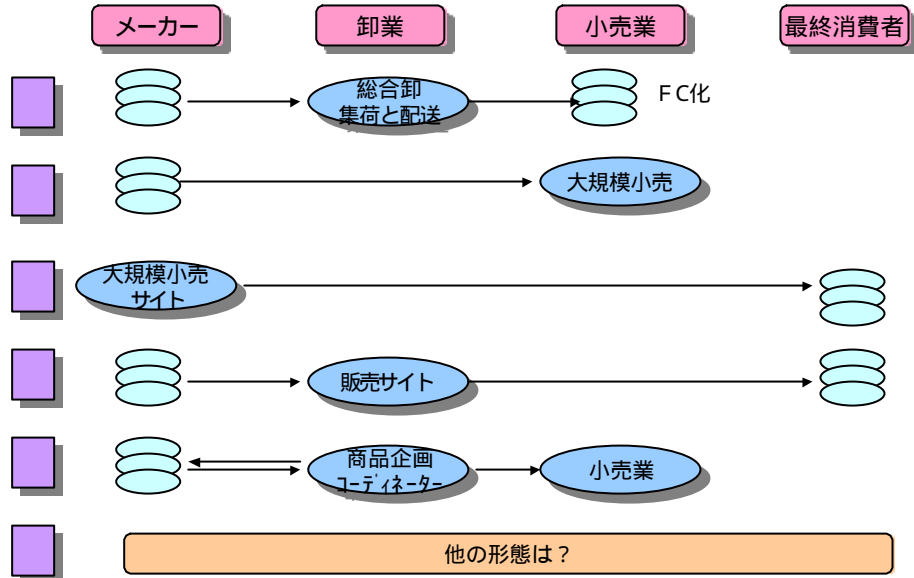 メーカー
卸業
小売業
最終消費者
総合卸
集荷と配送
FC化
大規模小売
大規模小売
サイト
販売サイト
商品企画
コーディネーター
小売業
他の形態は？